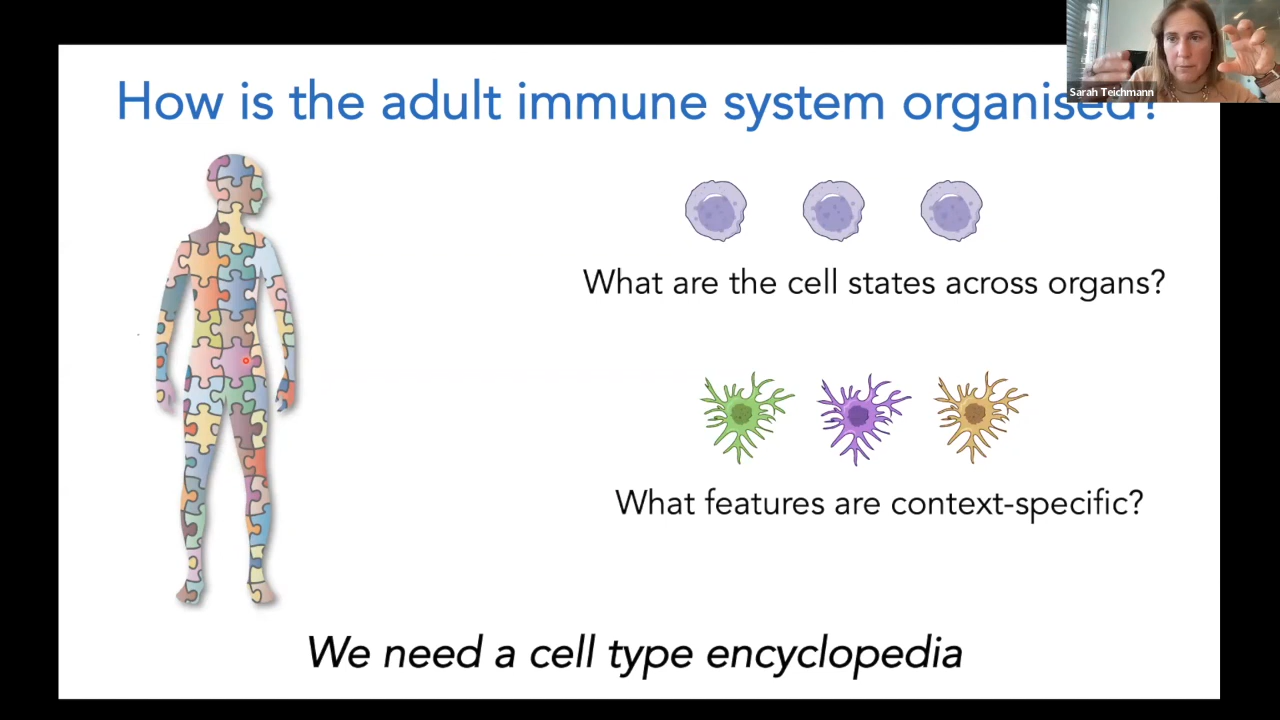 How is the adult immune system organised?
Sarah Teichmann
What are the cell states across organs?
What features are context-specific?
We need a cell type encyclopedia